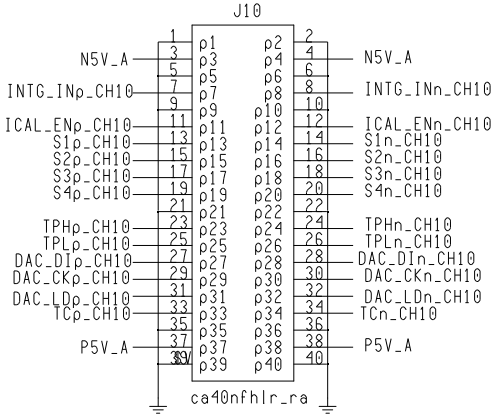 J10
1 p1 p2 2
N5V_A 3 p3 p4 4 N5V_A
5 p5 p6 6
INTG_INp_CH10 7 p7 p8 8 INTG_INn_CH10
9 p9 p10 10
ICAL_ENp_CH10 11 p11 p12 12 ICAL_ENn_CH10
S1p_CH10 13 p13 p14 14 S1n_CH10
S2p_CH10 15 p15 p16 16 S2n_CH10
S3p_CH10 17 p17 p18 18 S3n_CH10
S4p_CH10 19 p19 p20 20 S4n_CH10
21 p21 p22 22
TPHp_CH10 23 p23 p24 24 TPHn_CH10
TPLp_CH10 25 p25 p26 26 TPLn_CH10
DAC_DIp_CH10 27 p27 p28 28 DAC_DIn_CH10
DAC_CKp_CH10 29 p29 p30 30 DAC_CKn_CH10
DAC_LDp_CH10 31 p31 p32 32 DAC_LDn_CH10
TCp_CH10 33 p33 p34 34 TCn_CH10
35 p35 p36 36
P5V_A 37 p37 p38 38 P5V_A
39 p39 p40 40
ca40nfhlr_ra